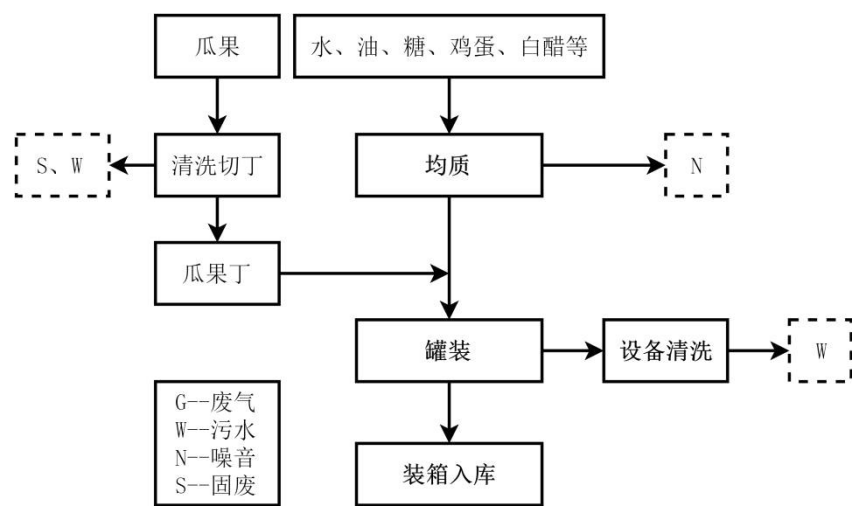 瓜果
水、油、糖、鸡蛋、白醋等
S、W
清洗切丁
均质
N
瓜果丁
罐装
设备清洗
W
G--废气
W--污水
N--噪音
S--固废
装箱入库